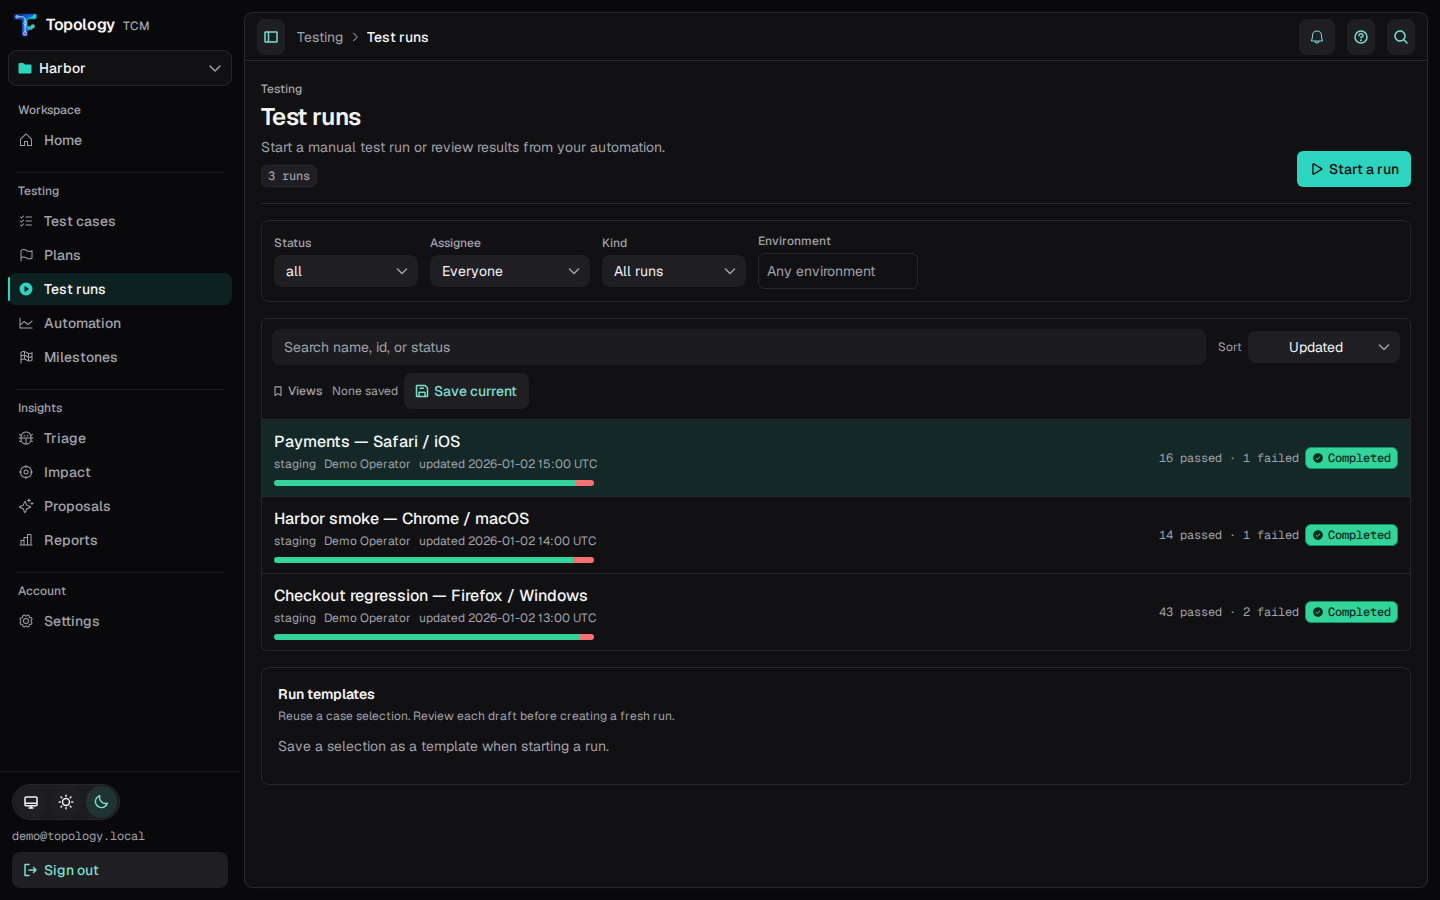 Topology TCM
Harbor
Workspace
Home
Testing
Test cases
Plans
Test runs
Automation
Milestones
Insights
Triage
Impact
Proposals
Reports
Account
Settings
demo@topology.local
Sign out
Testing > Test runs
Testing
Test runs
Start a manual test run or review results from your automation.
3 runs
Start a run
Status
all
Assignee
Everyone
Kind
All runs
Environment
Any environment
Search name, id, or status
Sort
Updated
Views None saved Save current
Payments — Safari / iOS
staging Demo Operator updated 2026-01-02 15:00 UTC
16 passed · 1 failed Completed
Harbor smoke — Chrome / macOS
staging Demo Operator updated 2026-01-02 14:00 UTC
14 passed · 1 failed Completed
Checkout regression — Firefox / Windows
staging Demo Operator updated 2026-01-02 13:00 UTC
43 passed · 2 failed Completed
Run templates
Reuse a case selection. Review each draft before creating a fresh run.
Save a selection as a template when starting a run.